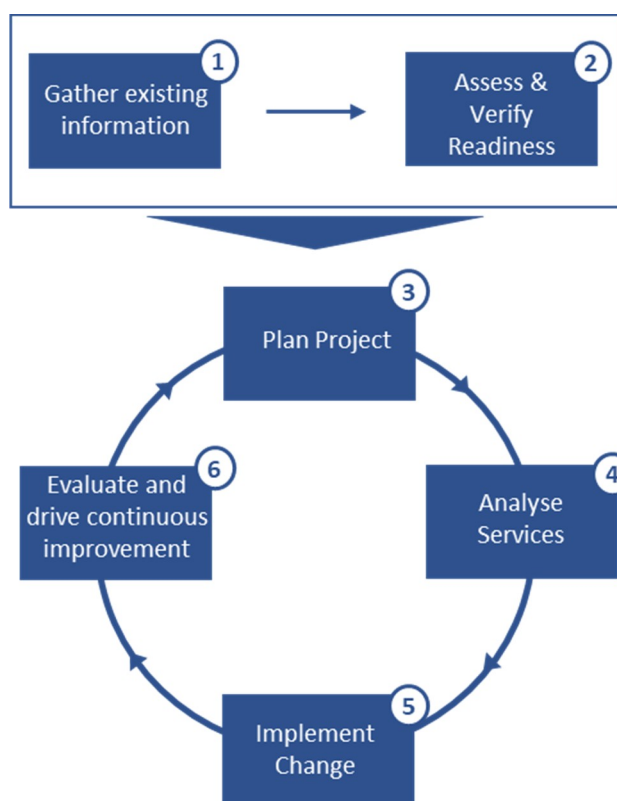 1
Gather existing
information
2
Assess &
Verify
Readiness
3
Plan Project
4
Analyse
Services
5
Implement
Change
6
Evaluate and
drive continuous
improvement